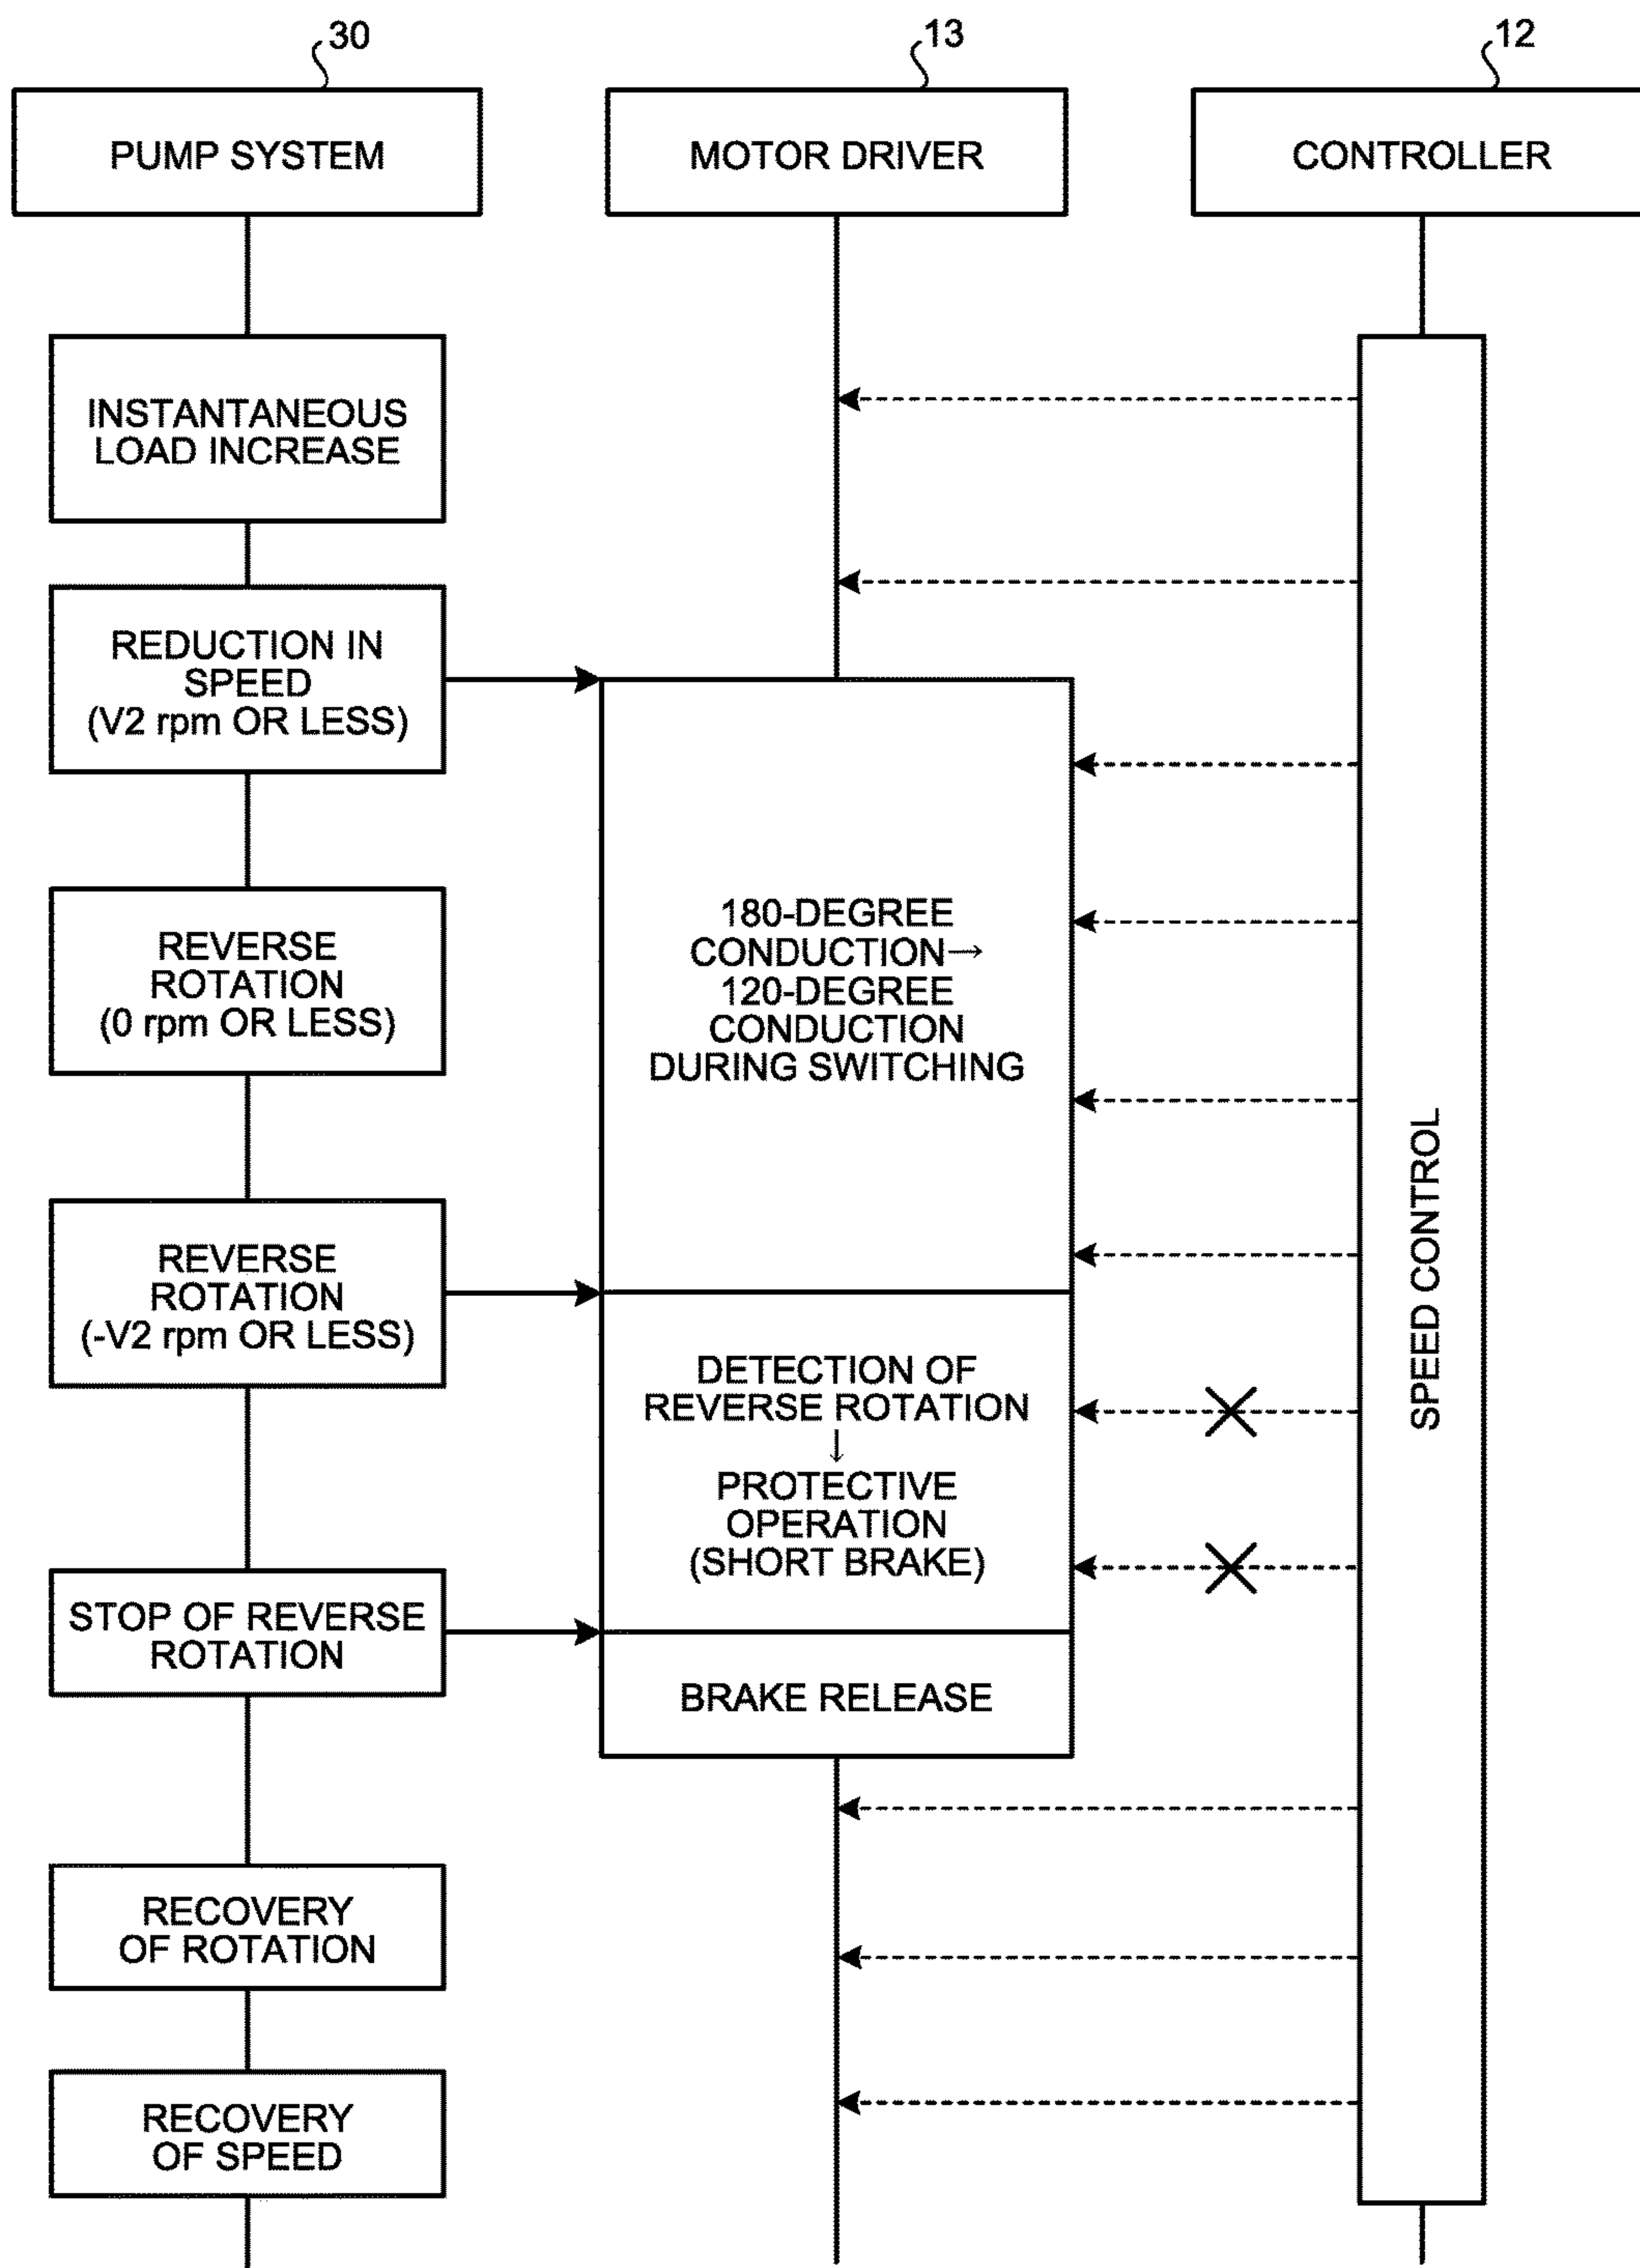 30
13
12
PUMP SYSTEM
MOTOR DRIVER
CONTROLLER
INSTANTANEOUS
LOAD INCREASE
REDUCTION IN
SPEED
(V2 rpm OR LESS)
REVERSE
ROTATION
(0 rpm OR LESS)
REVERSE
ROTATION
(-V2 rpm OR LESS)
STOP OF REVERSE
ROTATION
RECOVERY
OF ROTATION
RECOVERY
OF SPEED
180-DEGREE
CONDUCTION→
120-DEGREE
CONDUCTION
DURING SWITCHING
DETECTION OF
REVERSE ROTATION
↓
PROTECTIVE
OPERATION
(SHORT BRAKE)
BRAKE RELEASE
SPEED CONTROL